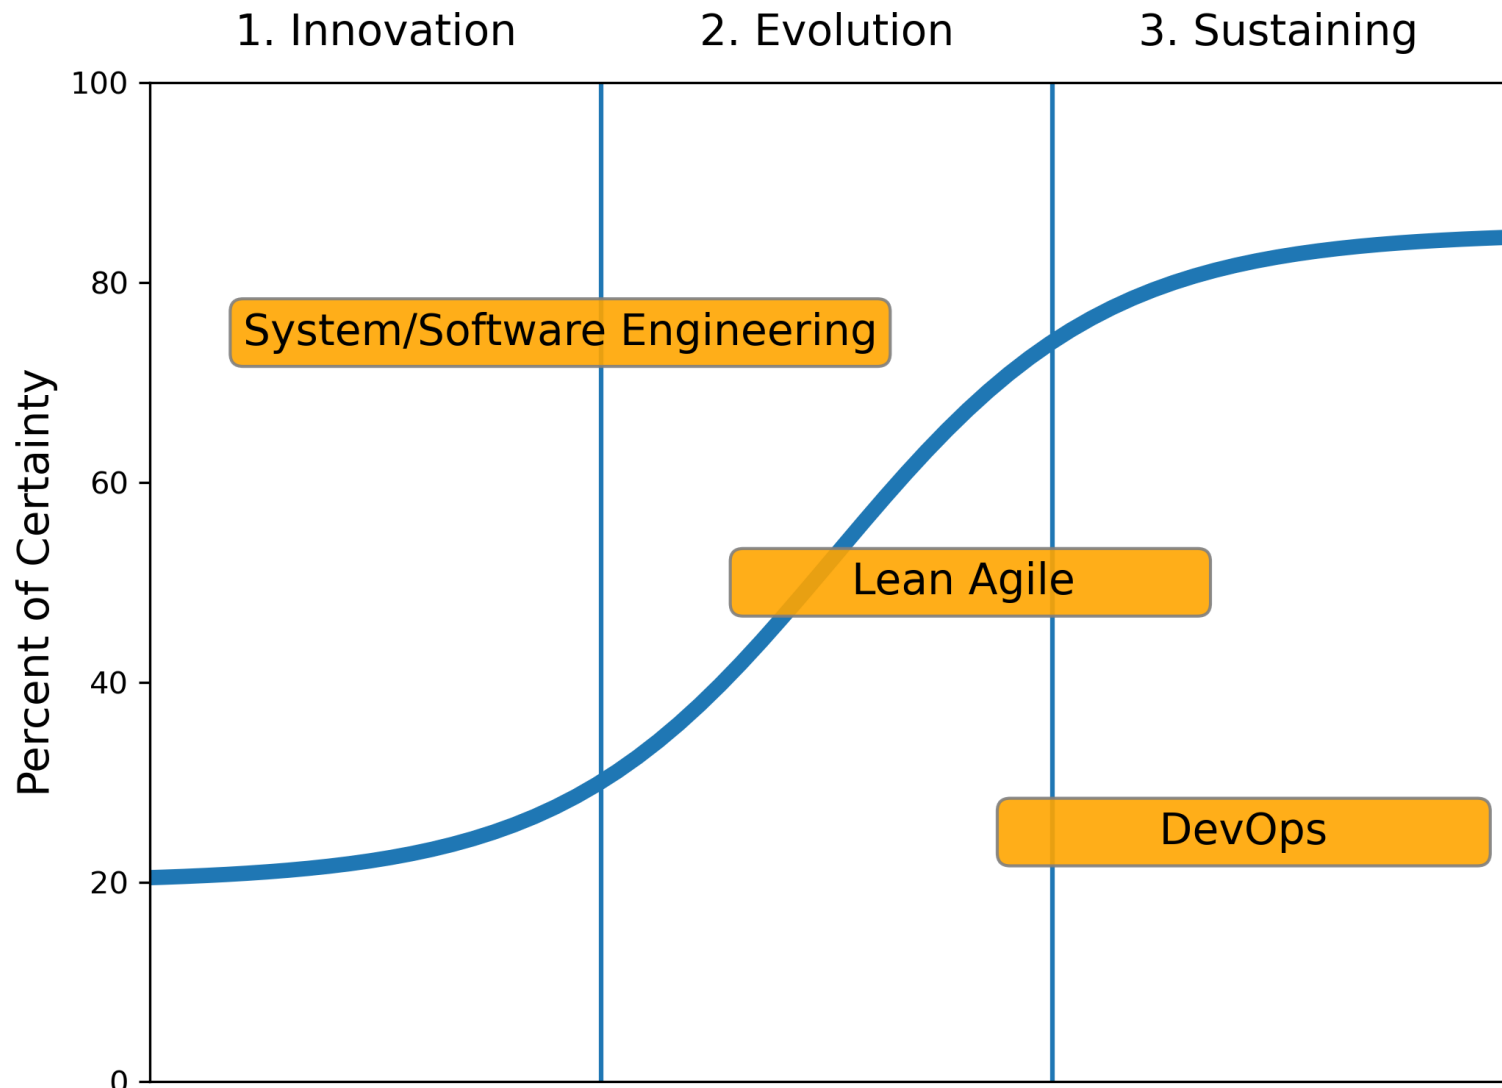 1. Innovation
2. Evolution
3. Sustaining
100
80
60
40
20
0
Percent of Certainty
System/Software Engineering
Lean Agile
DevOps